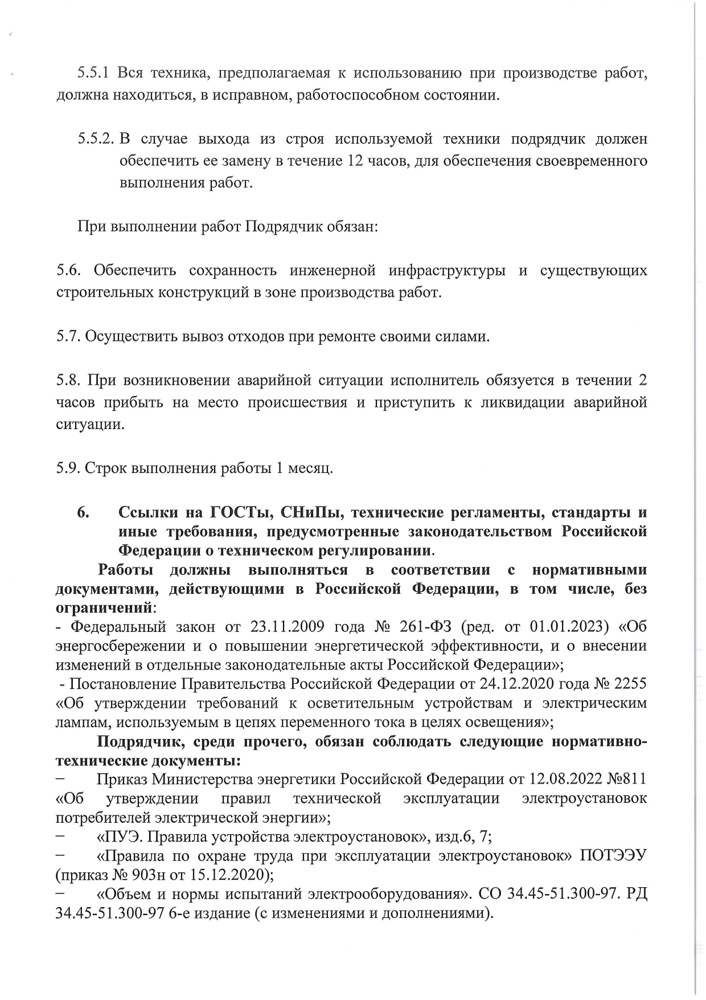 5.5.1 Вся техника, предполагаемая к использованию при производстве работ,
должна находиться, в исправном, работоспособном состоянии.
5.5.2. В случае выхода из строя используемой техники подрядчик должен
обеспечить ее замену в течение 12 часов, для обеспечения своевременного
выполнения работ.
При выполнении работ Подрядчик обязан:
5.6. Обеспечить сохранность инженерной инфраструктуры и существующих
строительных конструкций в зоне производства работ.
5.7. Осуществить вывоз отходов при ремонте своими силами.
5.8. При возникновении аварийной ситуации исполнитель обязуется в течении 2
часов прибыть на место происшествия и приступить к ликвидации аварийной
ситуации.
5.9. Строк выполнения работы 1 месяц.
6. Ссылки на ГОСТы, СНиПы, технические регламенты, стандарты и
иные требования, предусмотренные законодательством Российской
Федерации о техническом регулировании.
Работы должны выполняться в соответствии с нормативными
документами, действующими в Российской Федерации, в том числе, без
ограничений:
- Федеральный закон от 23.11.2009 года № 261-ФЗ (ред. от 01.01.2023) «Об
энергосбережении и о повышении энергетической эффективности, и о внесении
изменений в отдельные законодательные акты Российской Федерации»;
- Постановление Правительства Российской Федерации от 24.12.2020 года № 2255
«Об утверждении требований к осветительным устройствам и электрическим
лампам, используемым в цепях переменного тока в целях освещения»;
Подрядчик, среди прочего, обязан соблюдать следующие нормативно-
технические документы:
− Приказ Министерства энергетики Российской Федерации от 12.08.2022 №811
«Об утверждении правил технической эксплуатации электроустановок
потребителей электрической энергии»;
− «ПУЭ. Правила устройства электроустановок», изд.6, 7;
− «Правила по охране труда при эксплуатации электроустановок» ПОТЭЭУ
(приказ № 903н от 15.12.2020);
− «Объем и нормы испытаний электрооборудования». СО 34.45-51.300-97. РД
34.45-51.300-97 6-е издание (с изменениями и дополнениями).